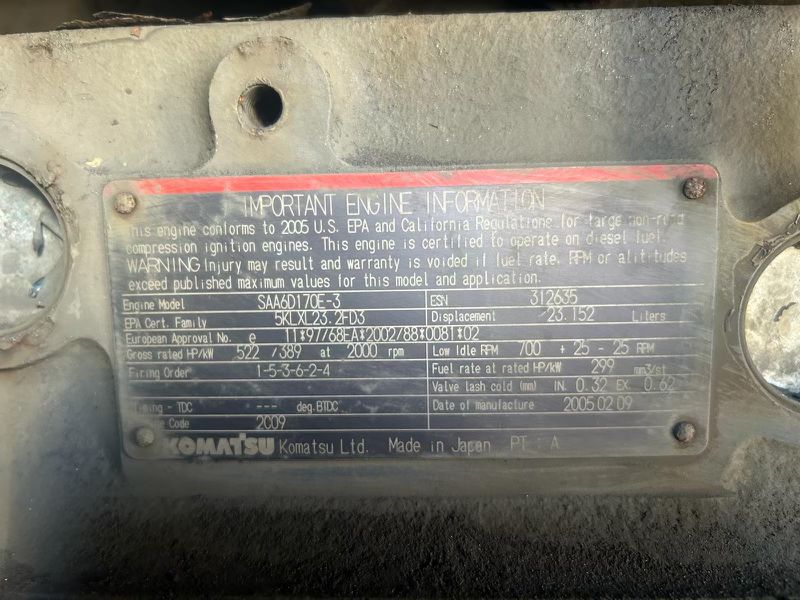 IMPORTANT ENGINE INFORMATION
This engine conforms to 2005 U.S. EPA and California Regulations for large non-road
compression ignition engines. This engine is certified to operate on diesel fuel.
WARNING Injury may result and warranty is voided if fuel rate. RPM or altitudes
exceed published maximum values for this model and application.
Engine Model SAA6D170E-3 ESN 312635
EPA Cert. Family 5KLXL23.2FD3 Displacement 23.152 Liters
European Approval No. e 11*97/68EA*2002/88*0081*02
Gross rated HP/kW 522 /389 at 2000 rpm Low Idle RPM 700 + 25 - 25 RPM
Firing Order 1-5-3-6-2-4 Fuel rate at rated HP/kW 299 mm3/st
Valve lash cold (mm) IN. 0.32 EX. 0.62
Timing - TDC --- deg.BTDC Date of manufacture 2005.02.09
Code 2C09
KOMATSU Komatsu Ltd. Made in Japan PT : A